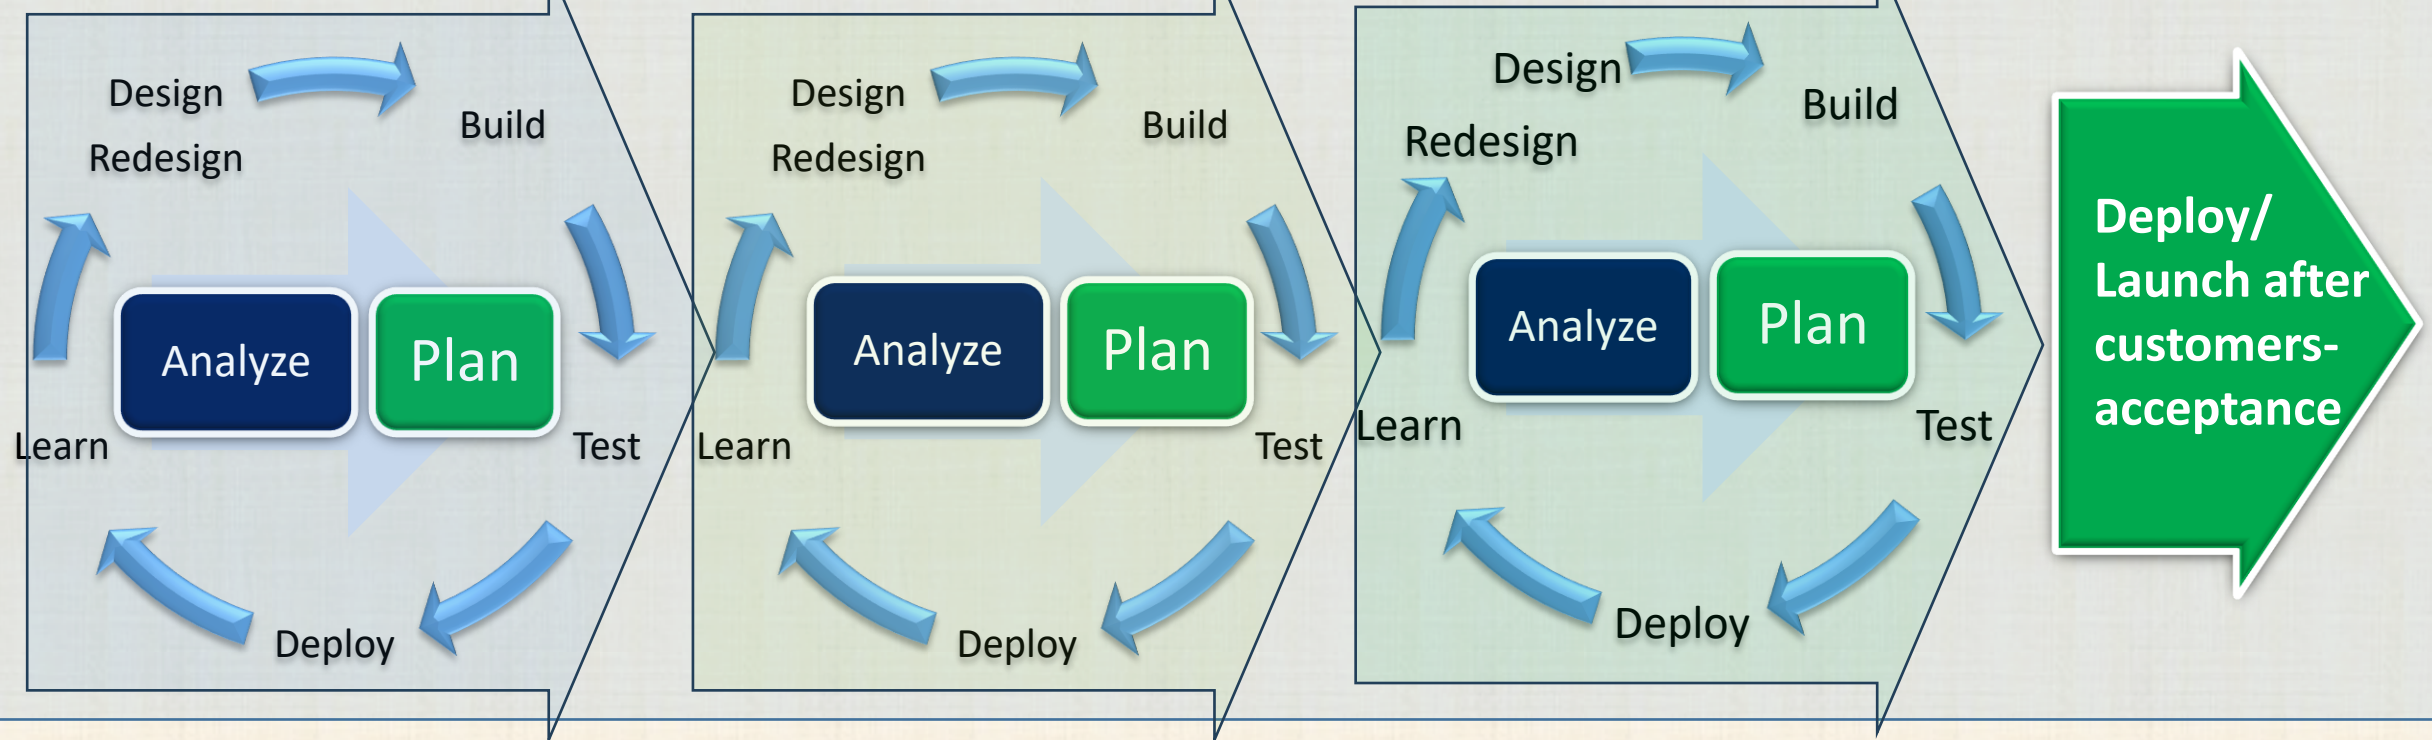 Design
Build
Redesign
Analyze
Plan
Learn
Test
Deploy
Design
Build
Redesign
Analyze
Plan
Learn
Test
Deploy
Design
Build
Redesign
Analyze
Plan
Learn
Test
Deploy
Deploy/
Launch after
customers-
acceptance